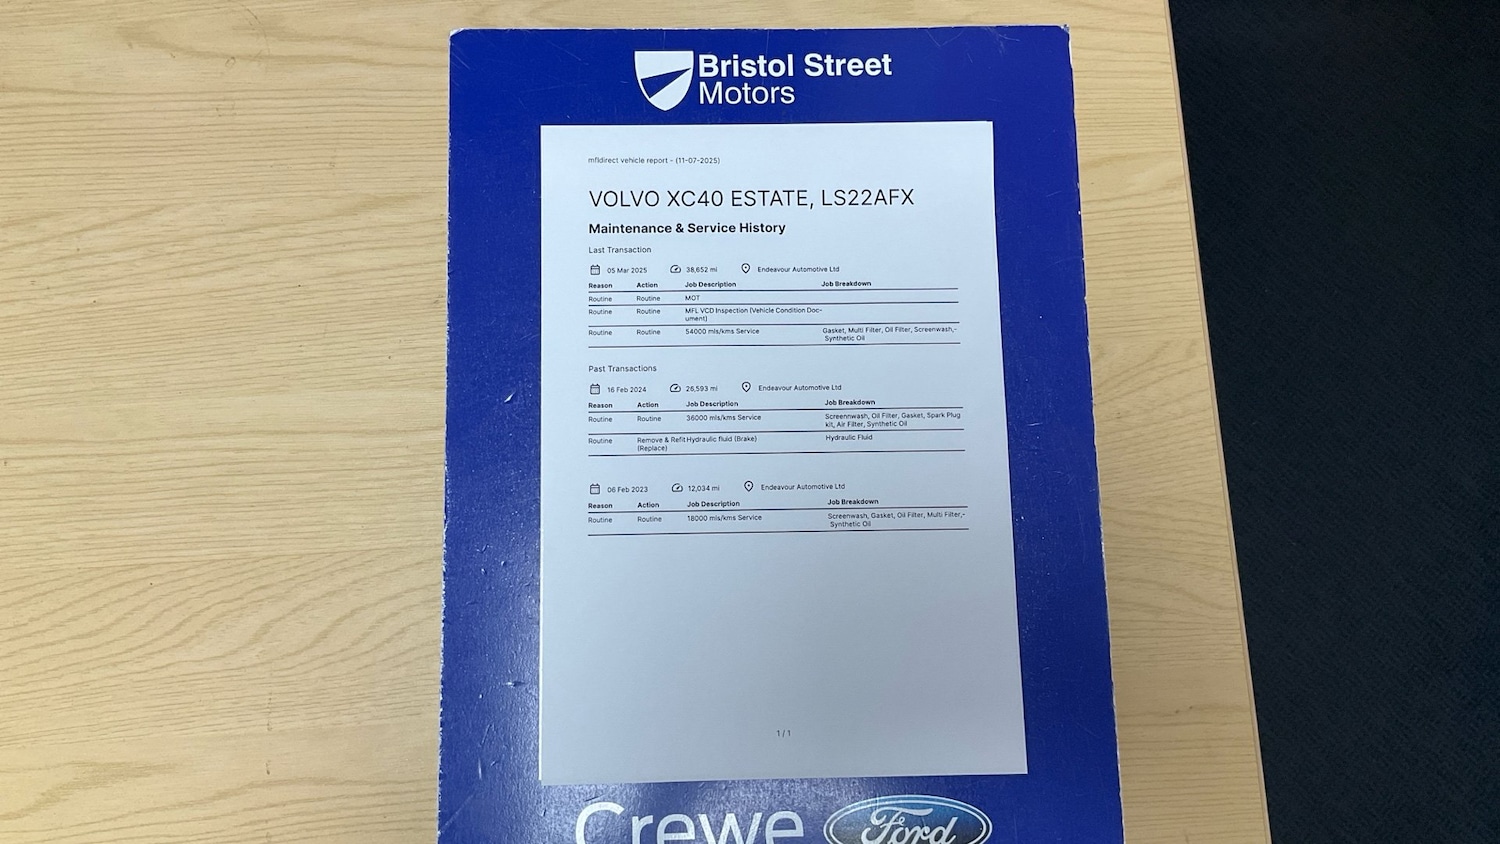 Bristol Street
Motors
mfldirect vehicle report - (11-07-2025)
VOLVO XC40 ESTATE, LS22AFX
Maintenance & Service History
Last Transaction
05 Mar 2025 38,652 mi Endeavour Automotive Ltd
Reason Action Job Description Job Breakdown
Routine Routine MOT
Routine Routine MFL VCD Inspection (Vehicle Condition Doc-
ument)
Routine Routine 54000 mls/kms Service Gasket, Multi Filter, Oil Filter, Screenwash,-
Synthetic Oil
Past Transactions
16 Feb 2024 26,593 mi Endeavour Automotive Ltd
Reason Action Job Description Job Breakdown
Routine Routine 36000 mls/kms Service Screennwash, Oil Filter, Gasket, Spark Plug
kit, Air Filter, Synthetic Oil
Routine Remove & Refit Hydraulic fluid (Brake) Hydraulic Fluid
(Replace)
06 Feb 2023 12,034 mi Endeavour Automotive Ltd
Reason Action Job Description Job Breakdown
Routine Routine 18000 mls/kms Service Screenwash, Gasket, Oil Filter, Multi Filter,-
Synthetic Oil
1 / 1
Crewe Ford